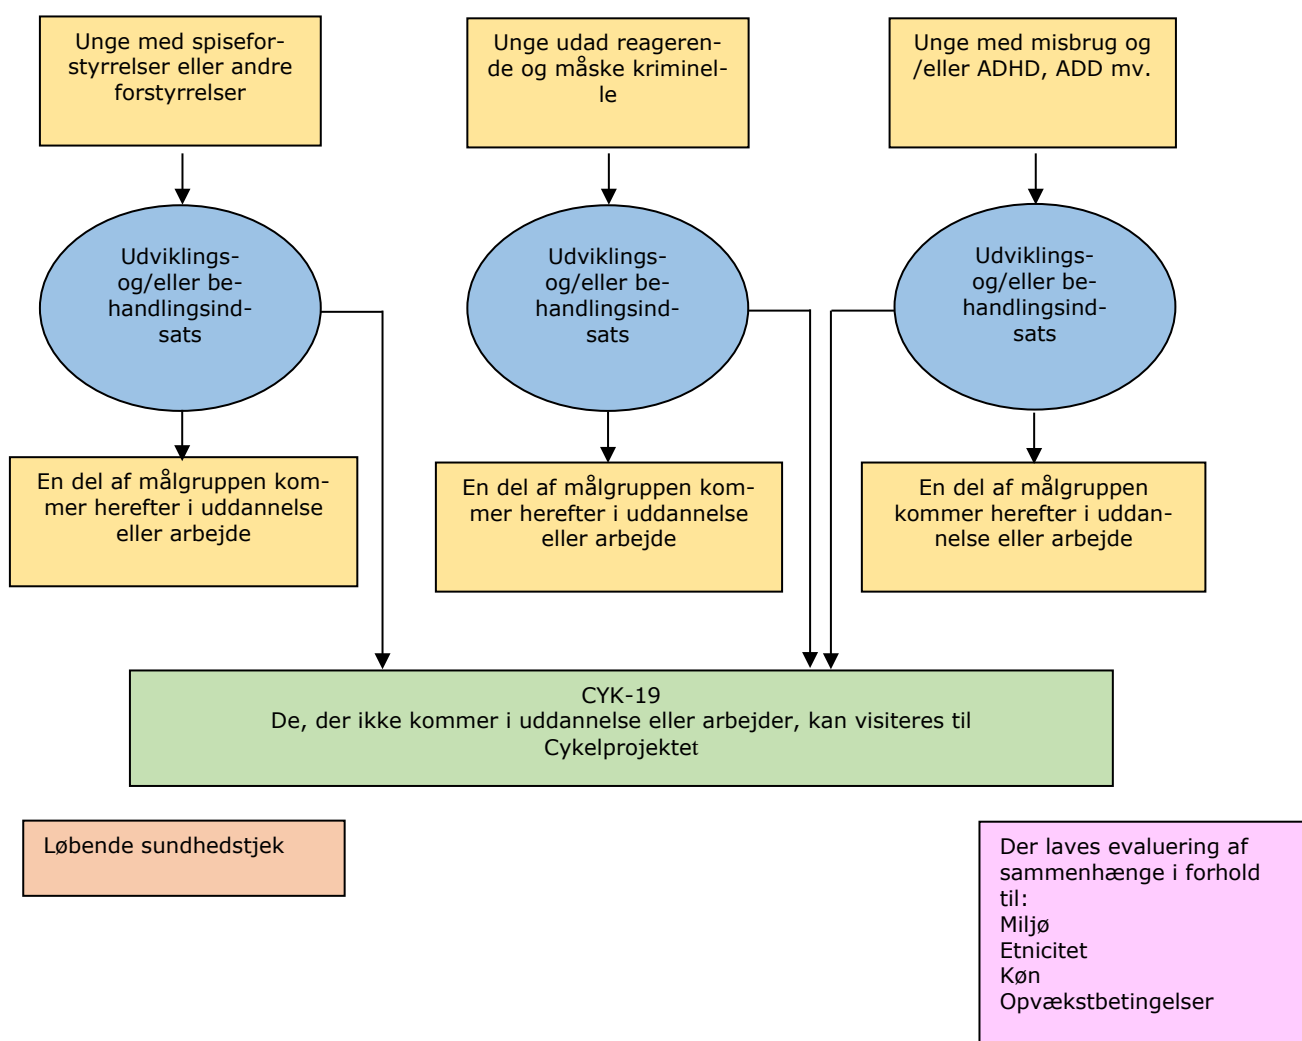 Unge med spisefor-
styrrelser eller andre
forstyrrelser
Unge udad reageren-
de og måske kriminel-
le
Unge med misbrug og
/eller ADHD, ADD mv.
Udviklings-
og/eller be-
handlingsind-
sats
Udviklings-
og/eller be-
handlingsind-
sats
Udviklings-
og/eller be-
handlingsind-
sats
En del af målgruppen kom-
mer herefter i uddannelse
eller arbejde
En del af målgruppen kom-
mer herefter i uddannelse
eller arbejde
En del af målgruppen
kommer herefter i uddan-
nelse eller arbejde
CYK-19
De, der ikke kommer i uddannelse eller arbejder, kan visiteres til
Cykelprojektet
Løbende sundhedstjek
Der laves evaluering af
sammenhænge i forhold
til:
Miljø
Etnicitet
Køn
Opvækstbetingelser